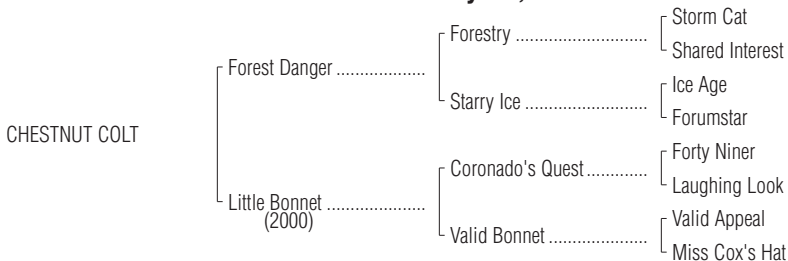 Storm Cat
Forestry
Shared Interest
Forest Danger
Ice Age
Starry Ice
Forumstar
CHESTNUT COLT
Forty Niner
Coronado's Quest
Laughing Look
Little Bonnet
(2000)
Valid Appeal
Valid Bonnet
Miss Cox's Hat